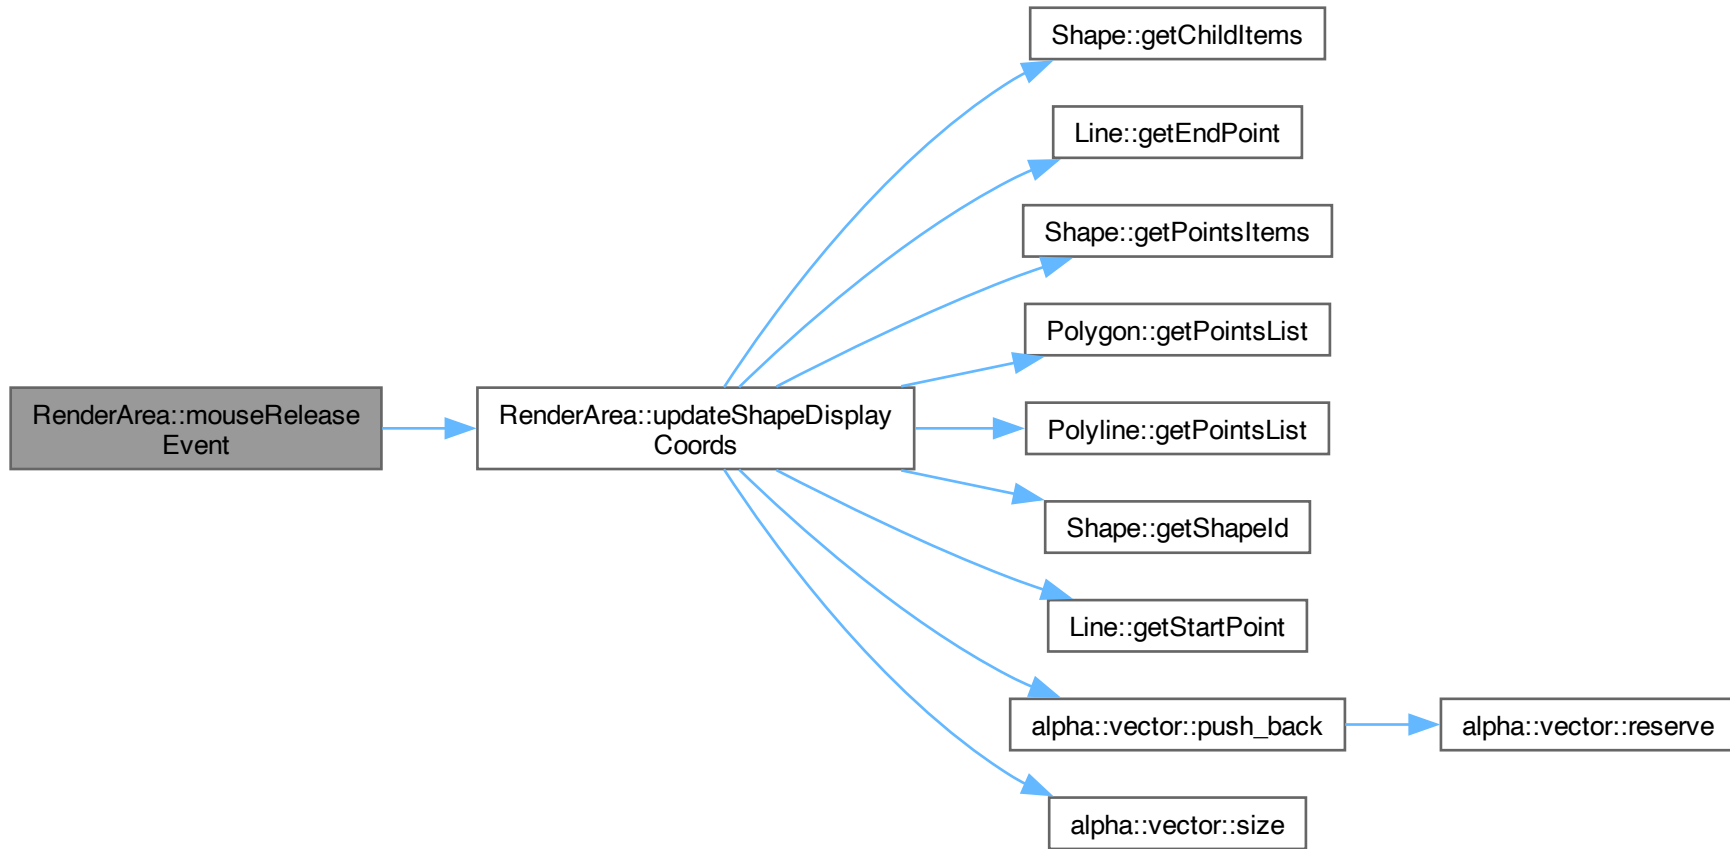 RenderArea::mouseRelease
Event
RenderArea::updateShapeDisplay
Coords
Shape::getChildItems
Line::getEndPoint
Shape::getPointsItems
Polygon::getPointsList
Polyline::getPointsList
Shape::getShapeId
Line::getStartPoint
alpha::vector::push_back
alpha::vector::reserve
alpha::vector::size